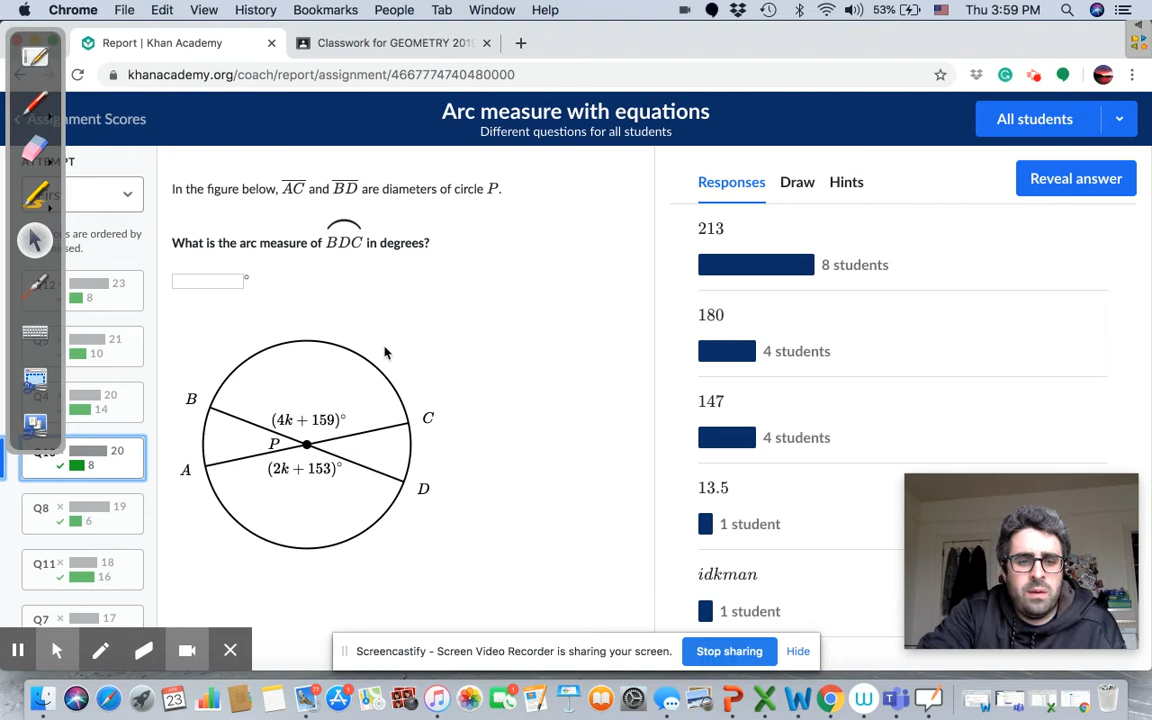 Chrome File Edit View History Bookmarks People Tab Window Help 53% Thu 3:59 PM
Report | Khan Academy
Classwork for GEOMETRY 2019
khanacademy.org/coach/report/assignment/4667774740480000
Assignment Scores
Arc measure with equations
Different questions for all students
All students
In the figure below, AC and BD are diameters of circle P.
What is the arc measure of BDC in degrees?
°
B
C
(4k + 159)°
P
A
(2k + 153)°
D
23
8
21
10
Q4 20
14
20
8
Q8 19
6
Q11 18
16
Q7 17
Responses Draw Hints
Reveal answer
213
8 students
180
4 students
147
4 students
13.5
1 student
idkman
1 student
Screencastify - Screen Video Recorder is sharing your screen. Stop sharing Hide